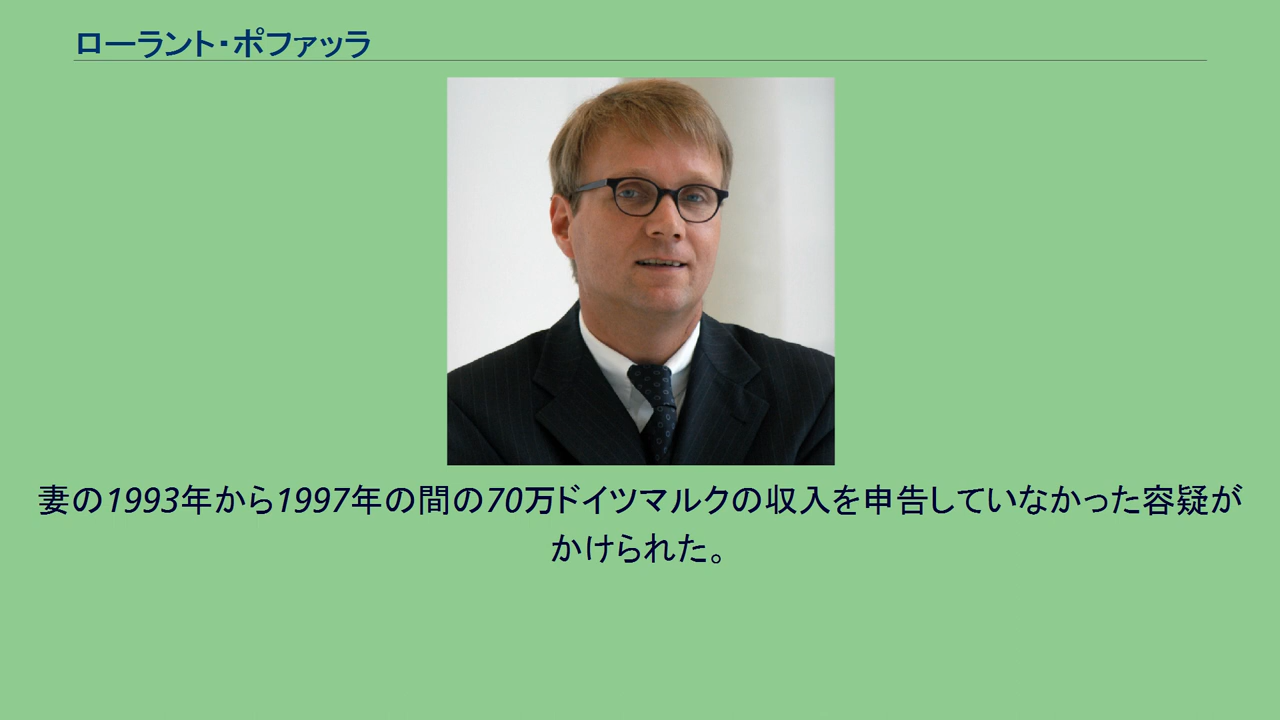 ローラント・ポファッラ
妻の1993年から1997年の間の70万ドイツマルクの収入を申告していなかった容疑が
かけられた。